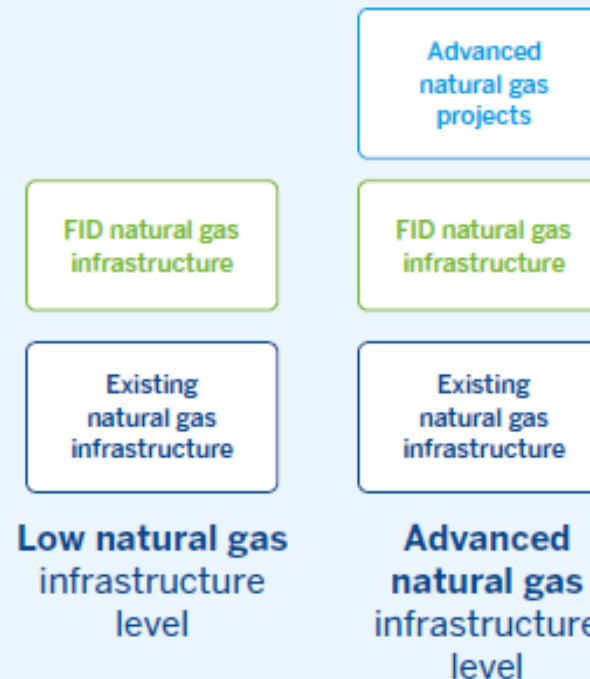 Advanced
natural gas
projects
FID natural gas
infrastructure
FID natural gas
infrastructure
Existing
natural gas
infrastructure
Existing
natural gas
infrastructure
Low natural gas
infrastructure
level
Advanced
natural gas
infrastructure
level